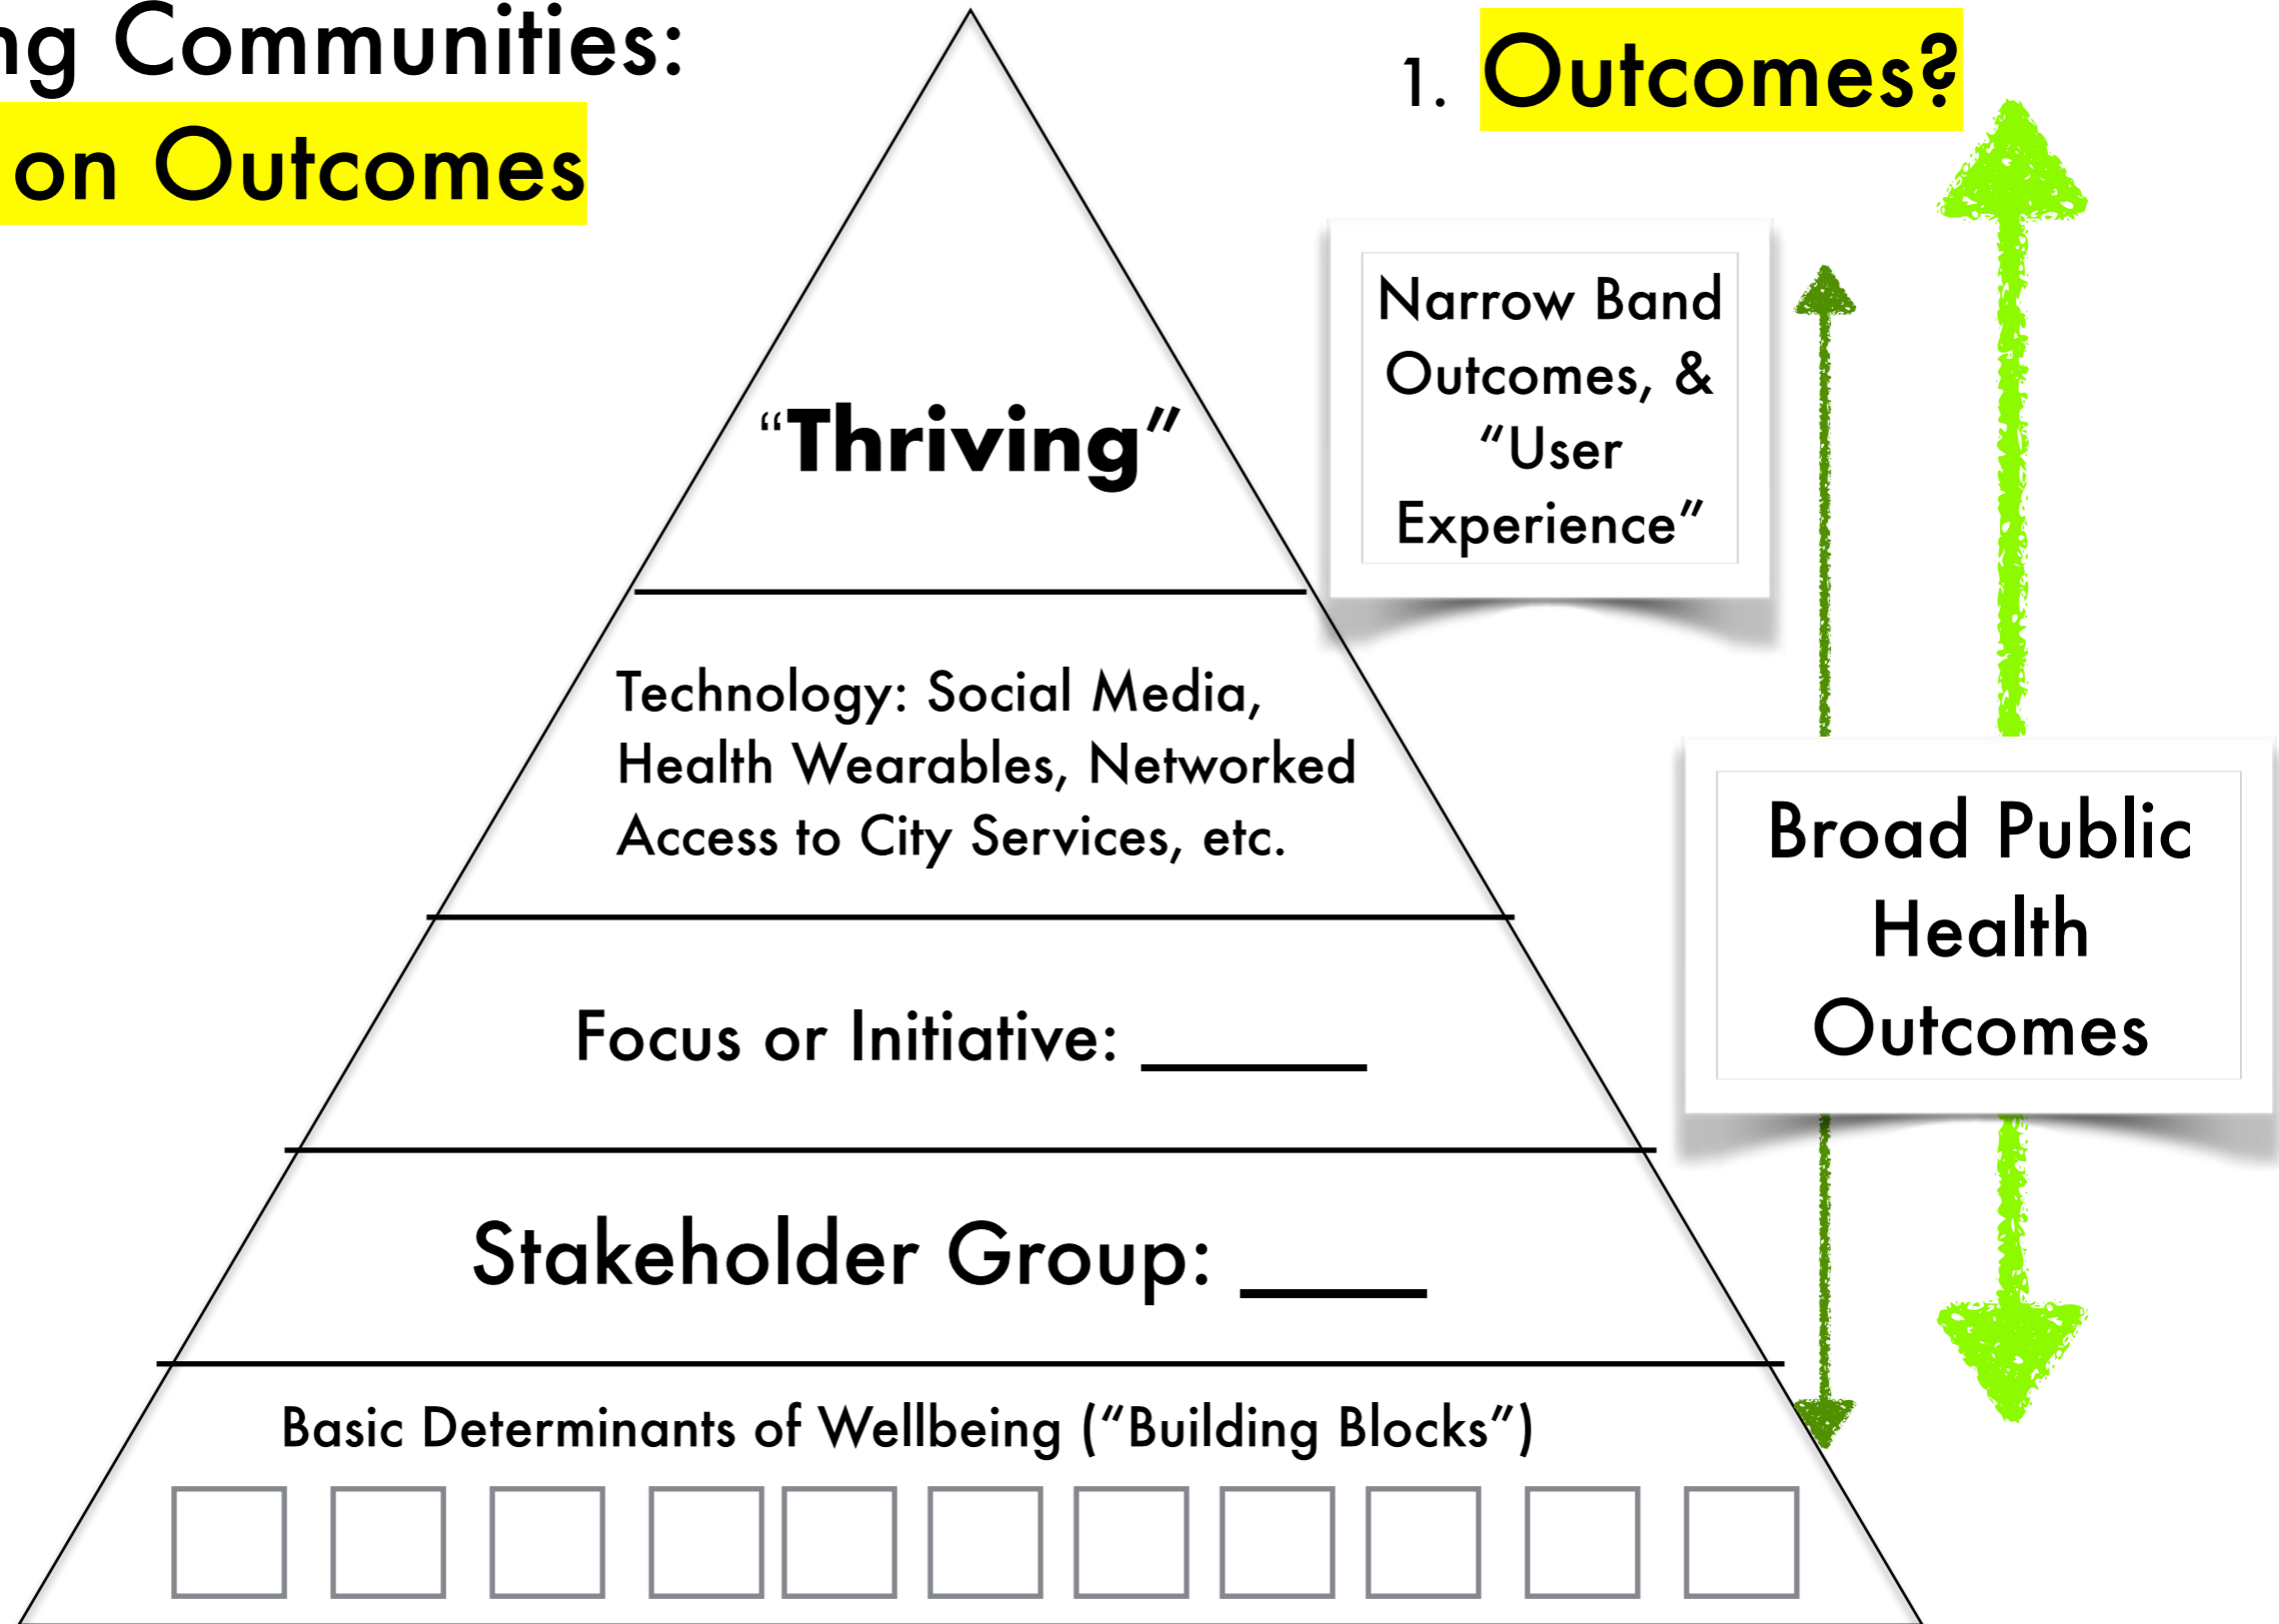 ng Communities:
on Outcomes
1. Outcomes?
Narrow Band
Outcomes, &
“User
Experience”
“Thriving”
Technology: Social Media,
Health Wearables, Networked
Access to City Services, etc.
Broad Public
Health
Outcomes
Focus or Initiative: ______
Stakeholder Group: ____
Basic Determinants of Wellbeing (“Building Blocks”)